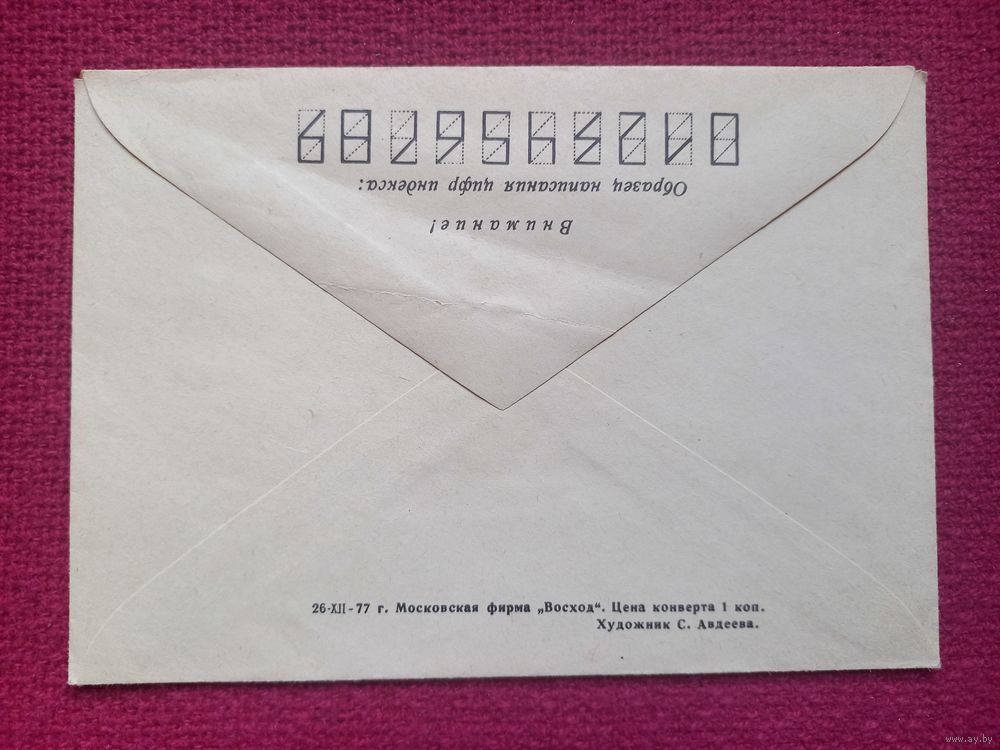 Внимание!
Образец написания цифр индекса:
0123456789
26-XII-77 г. Московская фирма „Восход“. Цена конверта 1 коп.
Художник С. Авдеева.
www.ay.by